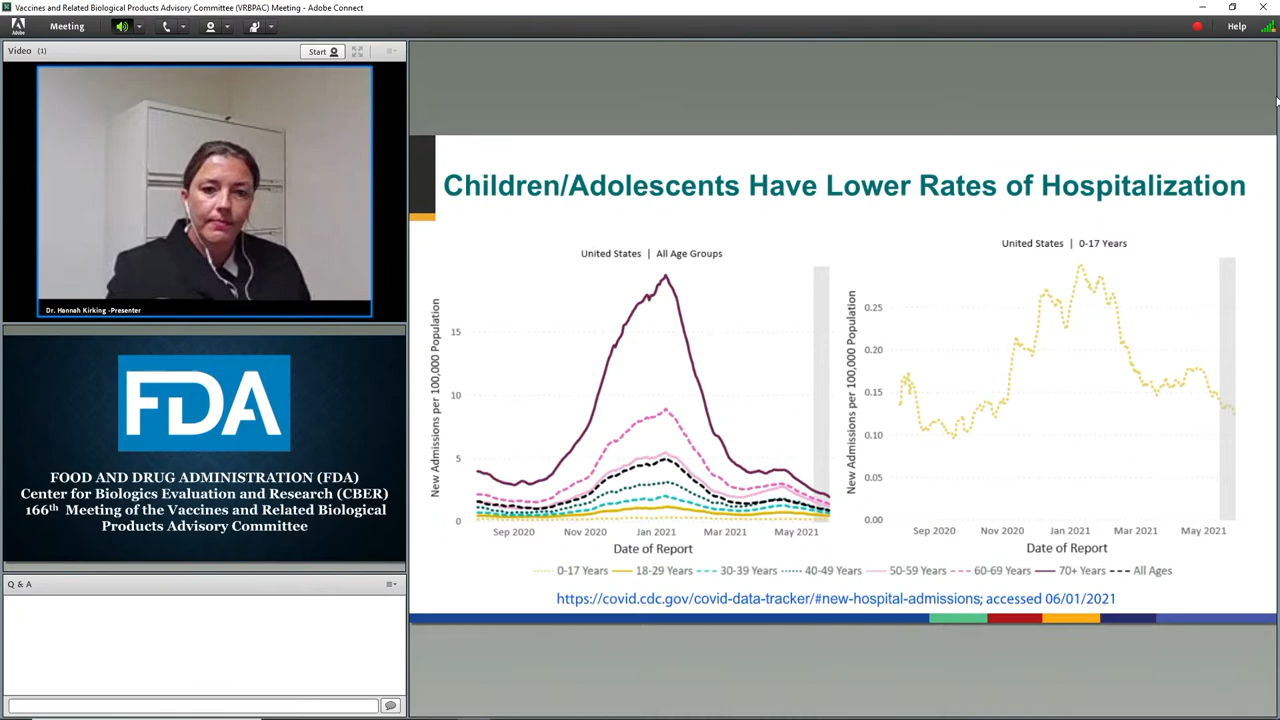 Vaccines and Related Biological Products Advisory Committee (VRBPAC) Meeting - Adobe Connect
Adobe
Meeting
Help
Video (1)
Start
Dr. Hannah Kirking -Presenter
FDA
FOOD AND DRUG ADMINISTRATION (FDA)
Center for Biologics Evaluation and Research (CBER)
166th Meeting of the Vaccines and Related Biological
Products Advisory Committee
Q & A
Children/Adolescents Have Lower Rates of Hospitalization
United States | All Age Groups
New Admissions per 100,000 Population
15
10
5
0
Sep 2020 Nov 2020 Jan 2021 Mar 2021 May 2021
Date of Report
United States | 0-17 Years
New Admissions per 100,000 Population
0.25
0.20
0.15
0.10
0.05
0.00
Sep 2020 Nov 2020 Jan 2021 Mar 2021 May 2021
Date of Report
0-17 Years 18-29 Years 30-39 Years 40-49 Years 50-59 Years 60-69 Years 70+ Years All Ages
https://covid.cdc.gov/covid-data-tracker/#new-hospital-admissions; accessed 06/01/2021